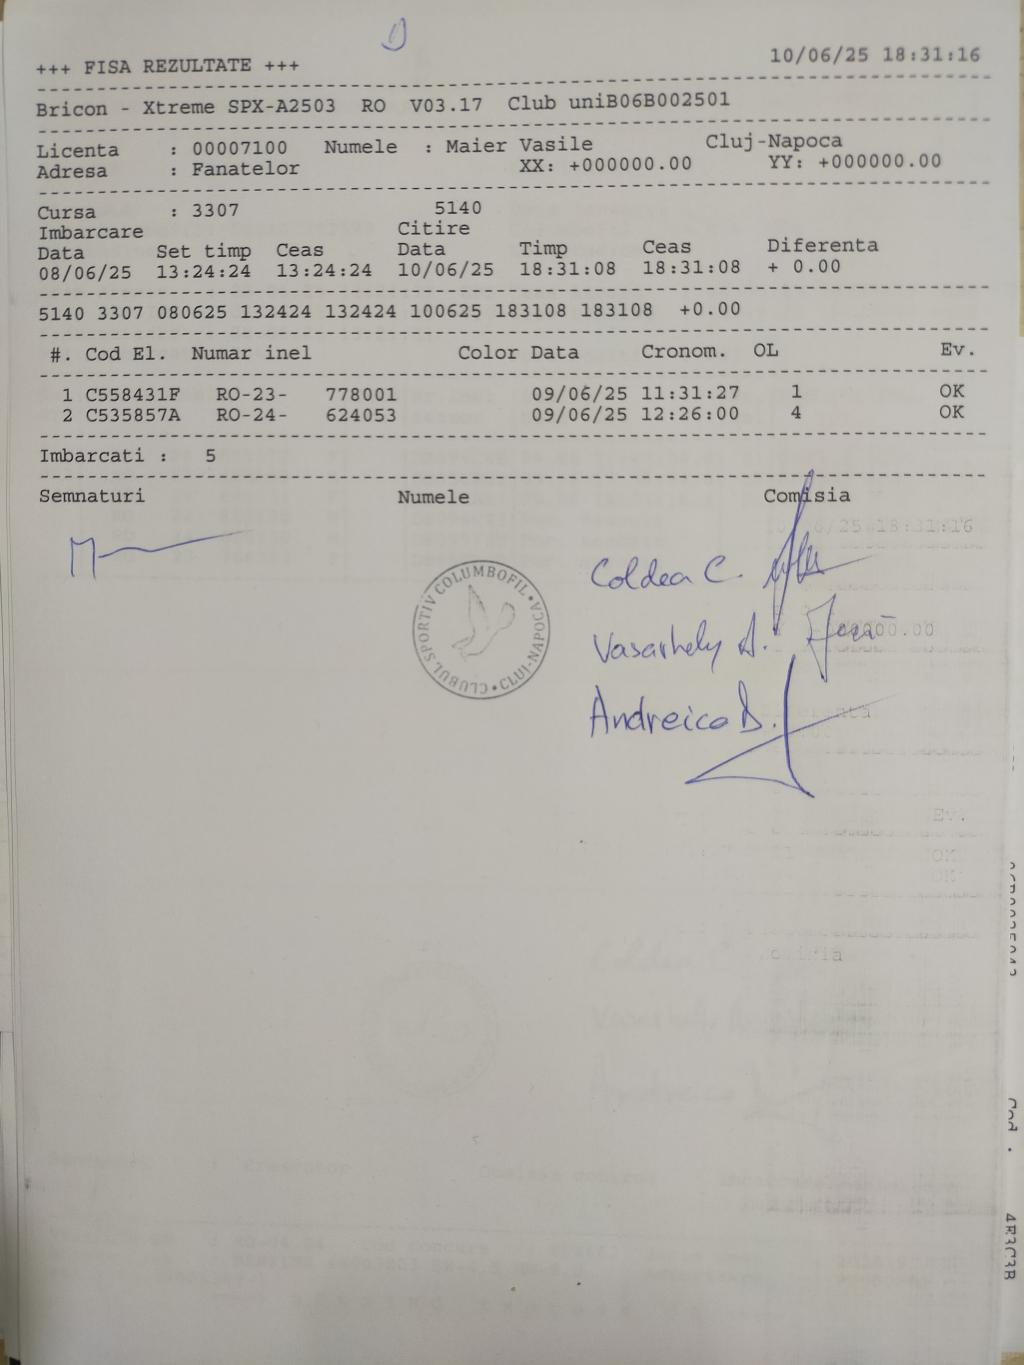 10/06/25 18:31:16
+++ FISA REZULTATE +++
Bricon - Xtreme SPX-A2503 RO V03.17 Club uniB06B002501
Licenta : 00007100 Numele : Maier Vasile Cluj-Napoca
Adresa : Fanatelor XX: +000000.00 YY: +000000.00
Cursa : 3307 5140
Imbarcare Citire
Data Set timp Ceas Data Timp Ceas Diferenta
08/06/25 13:24:24 13:24:24 10/06/25 18:31:08 18:31:08 + 0.00
5140 3307 080625 132424 132424 100625 183108 183108 +0.00
#. Cod El. Numar inel Color Data Cronom. OL Ev.
1 C558431F RO-23- 778001 09/06/25 11:31:27 1 OK
2 C535857A RO-24- 624053 09/06/25 12:26:00 4 OK
Imbarcati : 5
Semnaturi Numele Comisia
Coldea C.
Vasarhely A.
Andreica D.
CLUBUL SPORTIV COLUMBOFIL • CLUJ-NAPOCA •